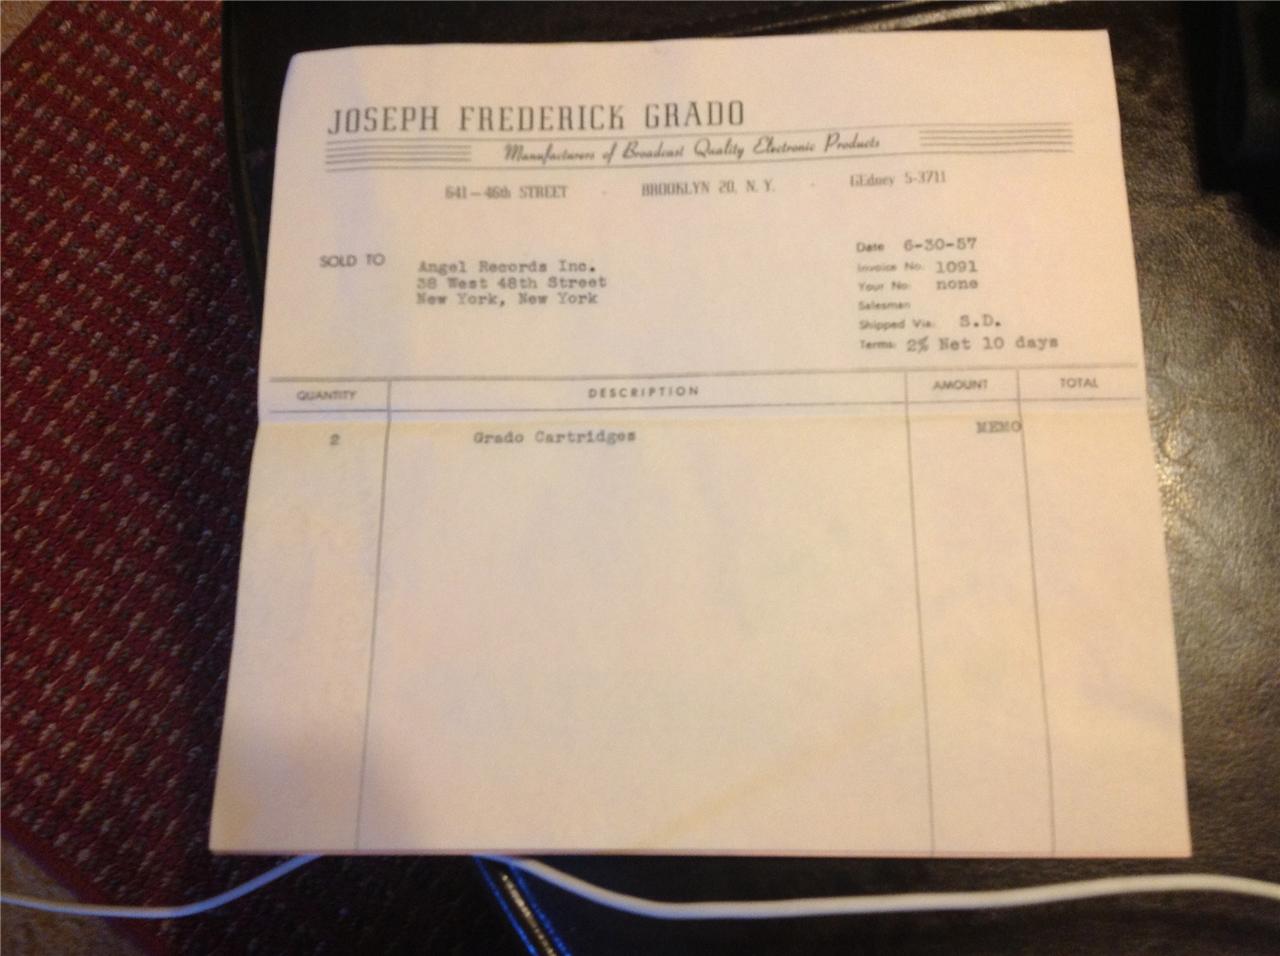 JOSEPH FREDERICK GRADO
Manufacturers of Broadcast Quality Electronic Products
641 — 46th STREET · BROOKLYN 20, N. Y. · GEdney 5-3711
SOLD TO
Angel Records Inc.
38 West 48th Street
New York, New York
Date 6-30-57
Invoice No. 1091
Your No. none
Salesman
Shipped Via: S.D.
Terms: 2% Net 10 days
QUANTITY DESCRIPTION AMOUNT TOTAL
2 Grado Cartridges MEMO